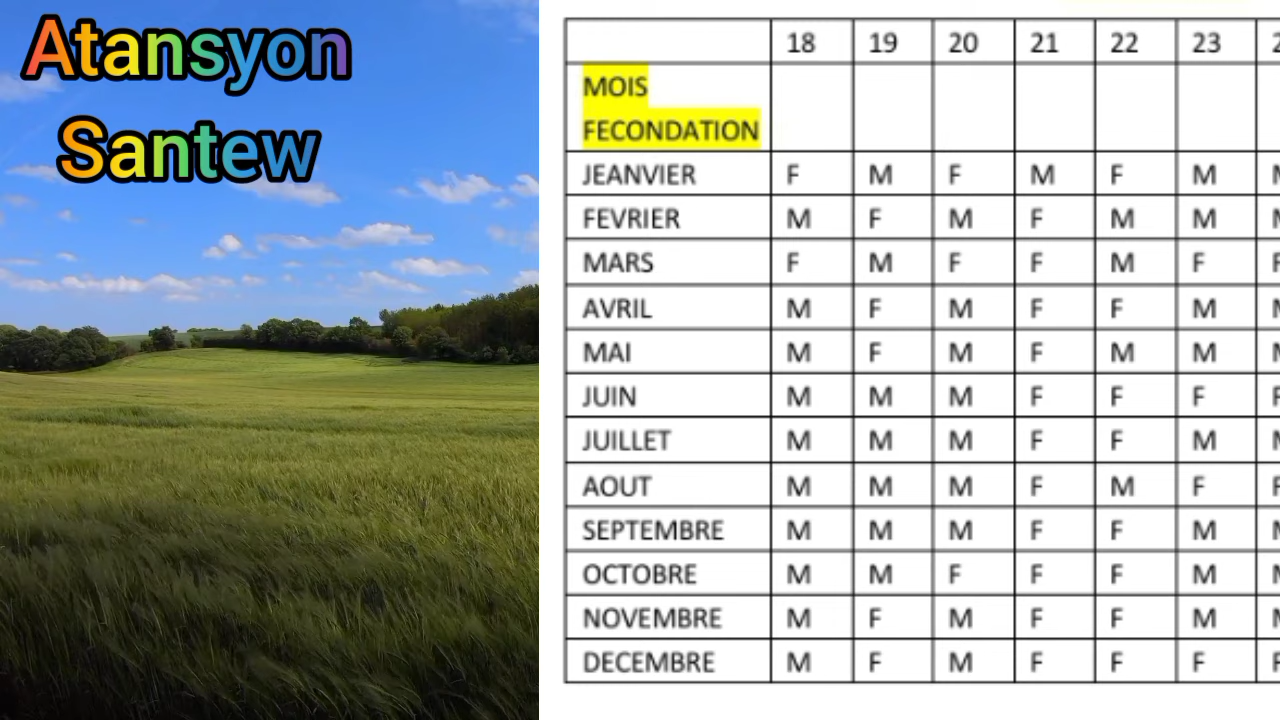 Atansyon
Santew
18 19 20 21 22 23
MOIS
FECONDATION
JEANVIER F M F M F M
FEVRIER M F M F M M
MARS F M F F M F
AVRIL M F M F F M
MAI M F M F M M
JUIN M M M F F F
JUILLET M M M F F M
AOUT M M M F M F
SEPTEMBRE M M M F F M
OCTOBRE M M F F F M
NOVEMBRE M F M F F M
DECEMBRE M F M F F F